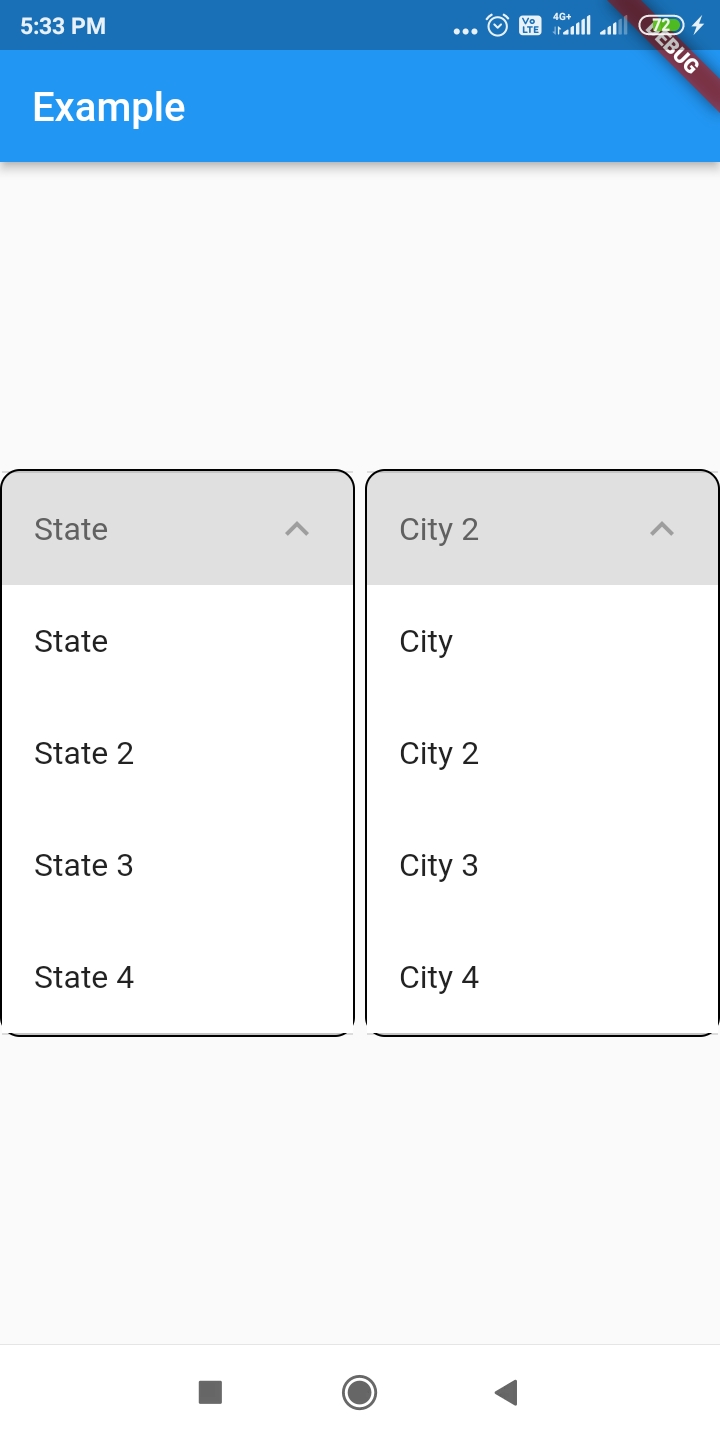 5:33 PM
Vo LTE
4G+
72
DEBUG
Example
State
City 2
State
City
State 2
City 2
State 3
City 3
State 4
City 4